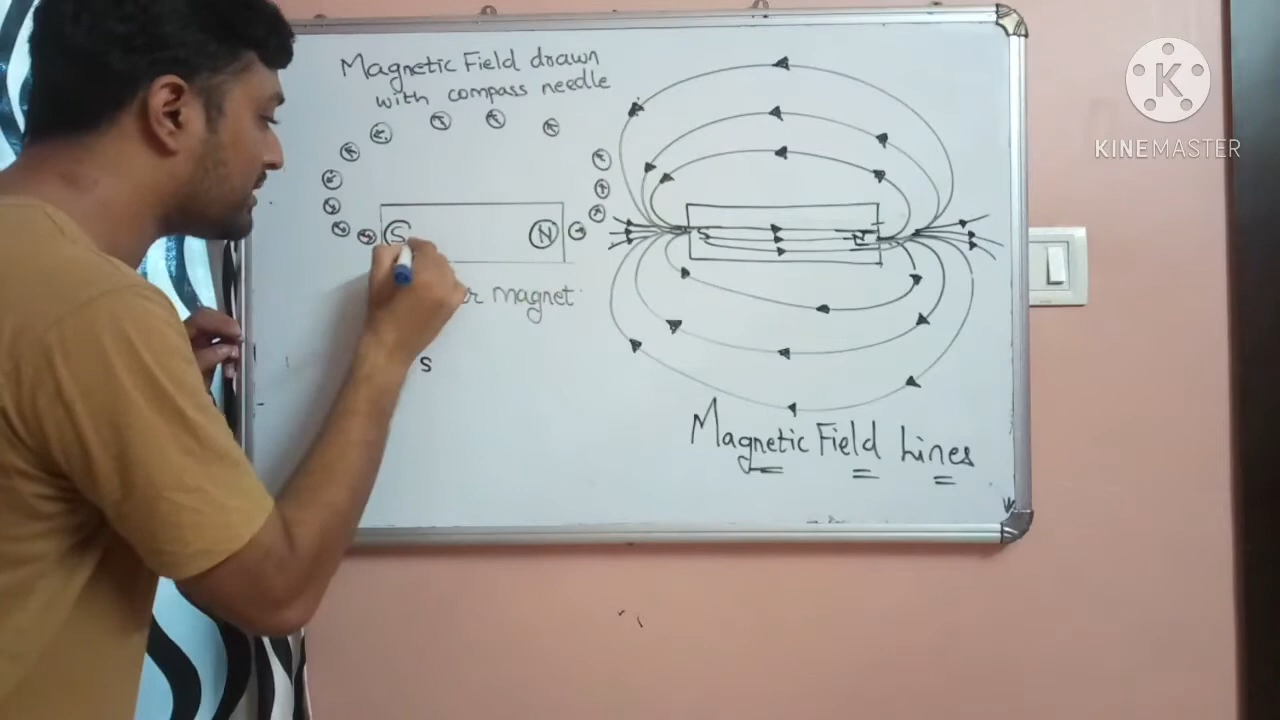 Magnetic Field drawn
with compass needle
S
N
magnet
S
S
Magnetic Field Lines
K
KINEMASTER